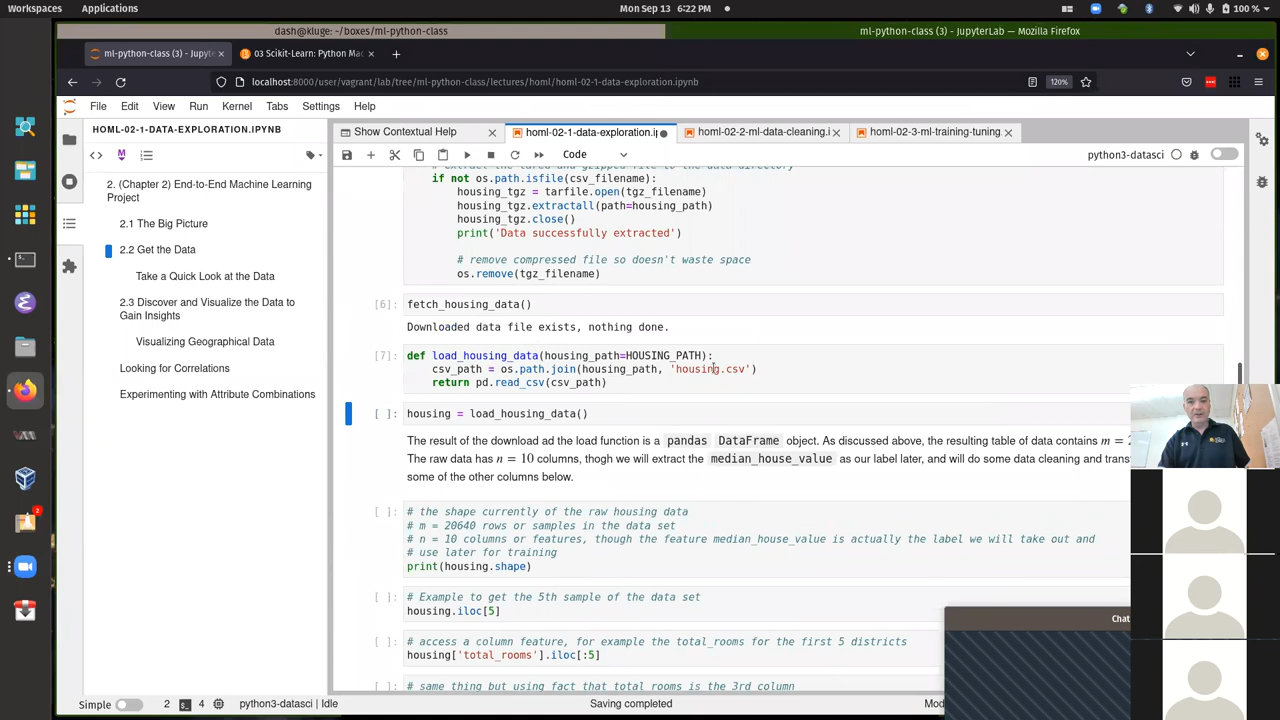 Workspaces Applications Mon Sep 13 6:22 PM 100 %
dash@kluge: ~/boxes/ml-python-class
ml-python-class (3) - JupyterLab — Mozilla Firefox
ml-python-class (3) - Jupyte
03 Scikit-Learn: Python Mac
localhost:8000/user/vagrant/lab/tree/ml-python-class/lectures/homl/homl-02-1-data-exploration.ipynb
120%
File Edit View Run Kernel Tabs Settings Help
HOML-02-1-DATA-EXPLORATION.IPYNB
Show Contextual Help
homl-02-1-data-exploration.ip
homl-02-2-ml-data-cleaning.i
homl-02-3-ml-training-tuning.
Code
python3-datasci
2. (Chapter 2) End-to-End Machine Learning
Project
2.1 The Big Picture
2.2 Get the Data
Take a Quick Look at the Data
2.3 Discover and Visualize the Data to
Gain Insights
Visualizing Geographical Data
Looking for Correlations
Experimenting with Attribute Combinations
# extract the tared and gzipped file to the data directory
if not os.path.isfile(csv_filename):
housing_tgz = tarfile.open(tgz_filename)
housing_tgz.extractall(path=housing_path)
housing_tgz.close()
print('Data successfully extracted')
# remove compressed file so doesn't waste space
os.remove(tgz_filename)
[6]: fetch_housing_data()
Downloaded data file exists, nothing done.
[7]: def load_housing_data(housing_path=HOUSING_PATH):
csv_path = os.path.join(housing_path, 'housing.csv')
return pd.read_csv(csv_path)
[ ]: housing = load_housing_data()
The result of the download ad the load function is a pandas DataFrame object. As discussed above, the resulting table of data contains m = 2
The raw data has n = 10 columns, thogh we will extract the median_house_value as our label later, and will do some data cleaning and trans
some of the other columns below.
[ ]: # the shape currently of the raw housing data
# m = 20640 rows or samples in the data set
# n = 10 columns or features, though the feature median_house_value is actually the label we will take out and
# use later for training
print(housing.shape)
[ ]: # Example to get the 5th sample of the data set
housing.iloc[5]
[ ]: # access a column feature, for example the total_rooms for the first 5 districts
housing['total_rooms'].iloc[:5]
[ ]: # same thing but using fact that total rooms is the 3rd column
Chat
Simple 2 4 python3-datasci | Idle Saving completed Mod
2